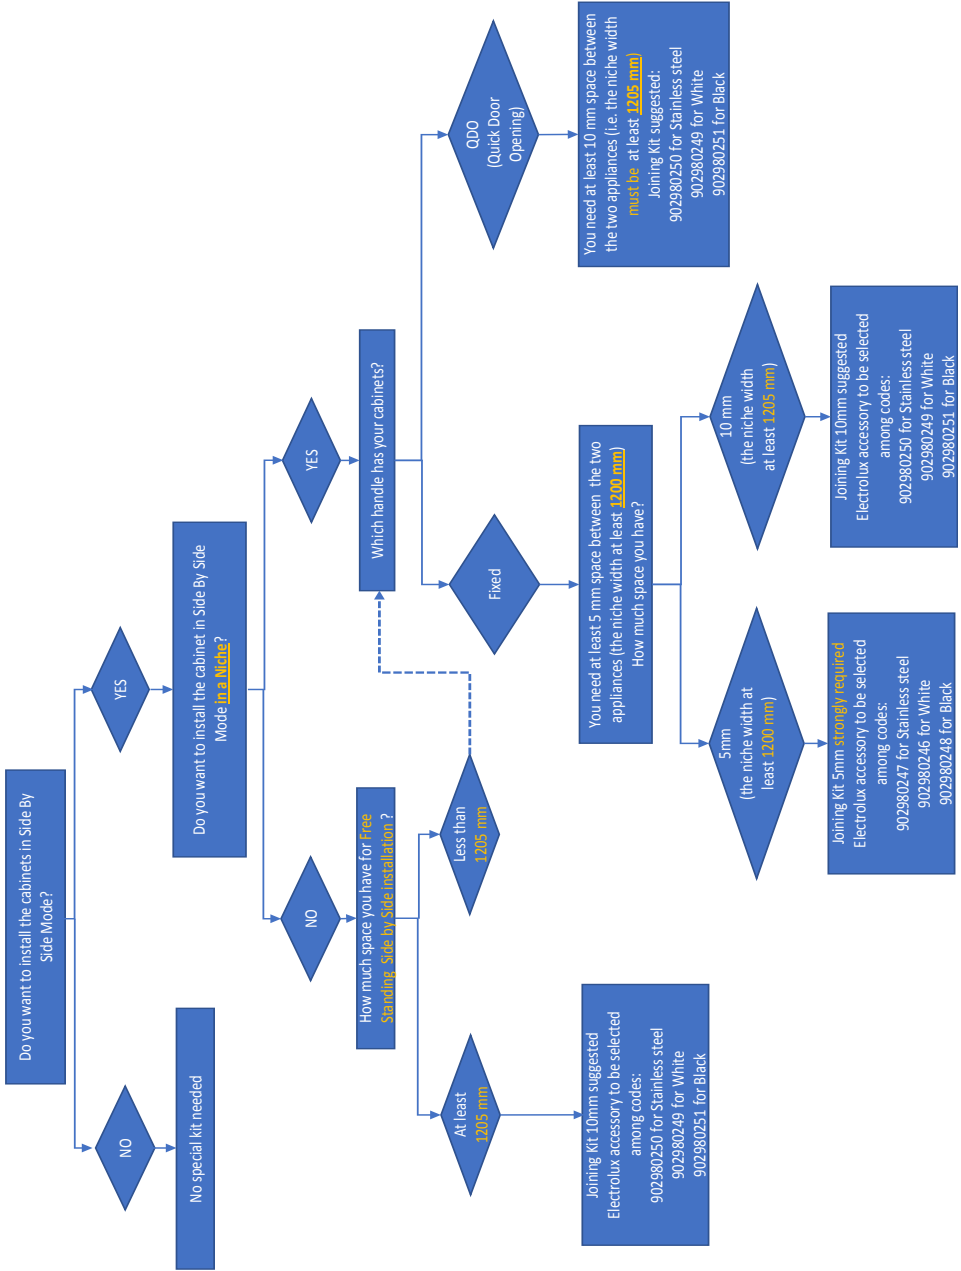 Do you want to install the cabinets in Side By
Side Mode?
NO
YES
No special kit needed
Do you want to install the cabinet in Side By Side
Mode in a Niche?
NO
YES
How much space you have for Free
Standing Side by Side installation ?
Which handle has your cabinets?
At least
1205 mm
Less than
1205 mm
Fixed
QDO
(Quick Door
Opening)
Joining Kit 10mm suggested
Electrolux accessory to be selected
among codes:
902980250 for Stainless steel
902980249 for White
902980251 for Black
You need at least 5 mm space between the two
appliances (the niche width at least 1200 mm)
How much space you have?
You need at least 10 mm space between
the two appliances (i.e. the niche width
must be at least 1205 mm)
Joining Kit suggested:
902980250 for Stainless steel
902980249 for White
902980251 for Black
5mm
(the niche width at
least 1200 mm)
10 mm
(the niche width
at least 1205 mm)
Joining Kit 5mm strongly required
Electrolux accessory to be selected
among codes:
902980247 for Stainless steel
902980246 for White
902980248 for Black
Joining Kit 10mm suggested
Electrolux accessory to be selected
among codes:
902980250 for Stainless steel
902980249 for White
902980251 for Black